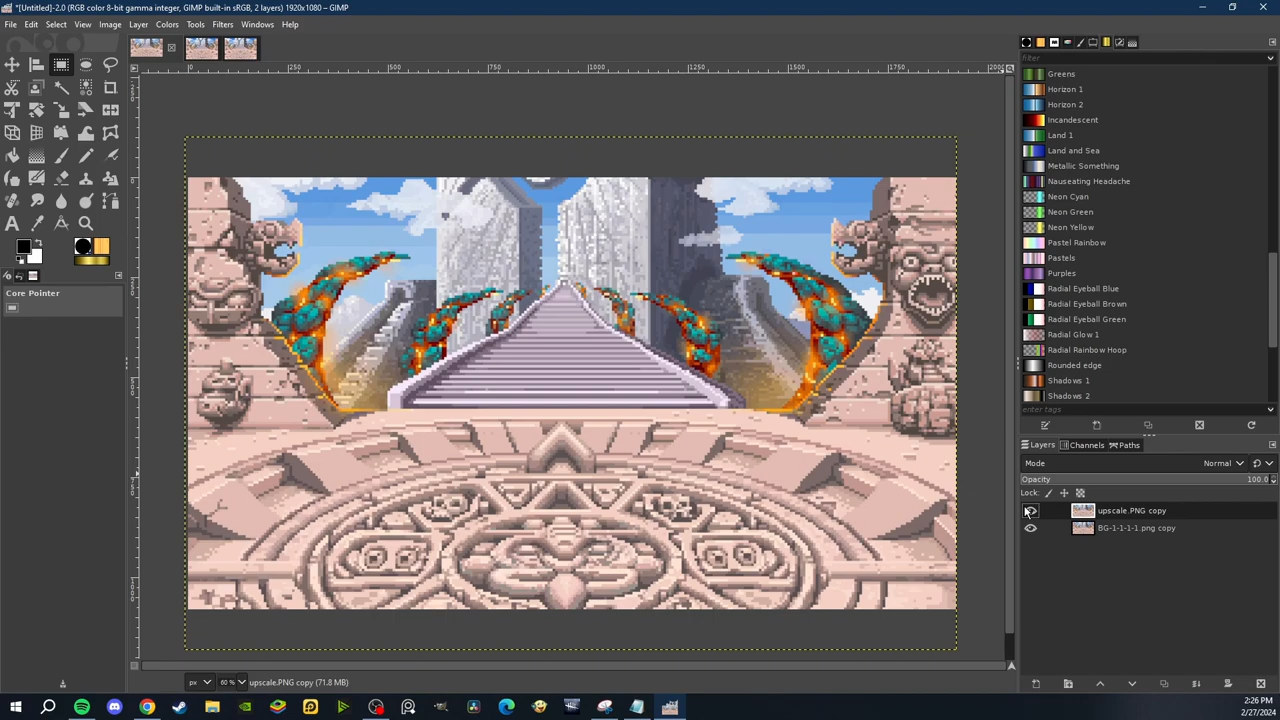 *[Untitled]-2.0 (RGB color 8-bit gamma integer, GIMP built-in sRGB, 2 layers) 1920x1080 – GIMP
File Edit Select View Image Layer Colors Tools Filters Windows Help
filter
Greens
Horizon 1
Horizon 2
Incandescent
Land 1
Land and Sea
Metallic Something
Nauseating Headache
Neon Cyan
Neon Green
Neon Yellow
Pastel Rainbow
Pastels
Purples
Radial Eyeball Blue
Radial Eyeball Brown
Radial Eyeball Green
Radial Glow 1
Radial Rainbow Hoop
Rounded edge
Shadows 1
Shadows 2
enter tags
Core Pointer
0 250 500 750 1000 1250 1500 1750 2000
Layers Channels Paths
Mode Normal
Opacity 100.0
Lock:
upscale.PNG copy
BG-1-1-1-1.png copy
px 60 % upscale.PNG copy (71.8 MB)
2:26 PM
2/27/2024